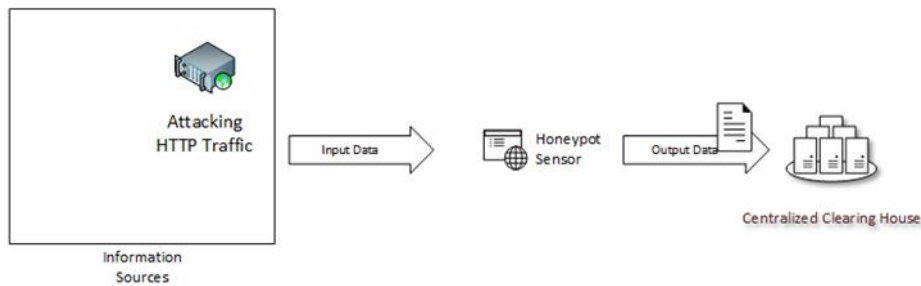 Attacking
HTTP Traffic
Input Data
Honeypot
Sensor
Output Data
Centralized Clearing House
Information
Sources